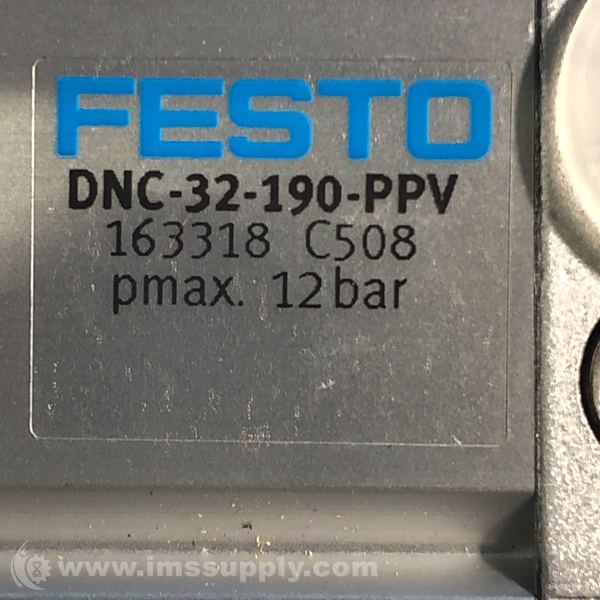 FESTO
DNC-32-190-PPV
163318 C508
pmax. 12bar
www.imssupply.com